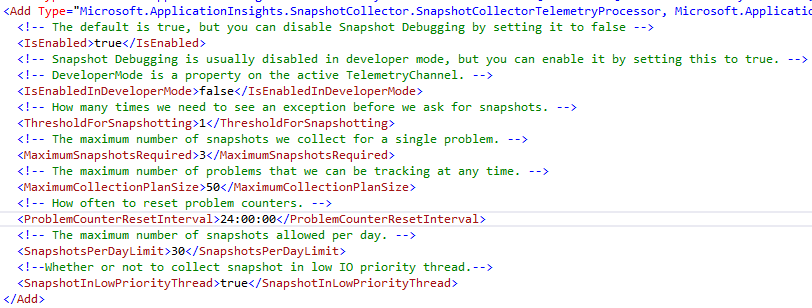 <Add Type="Microsoft.ApplicationInsights.SnapshotCollector.SnapshotCollectorTelemetryProcessor, Microsoft.Applicatio
<!-- The default is true, but you can disable Snapshot Debugging by setting it to false -->
<IsEnabled>true</IsEnabled>
<!-- Snapshot Debugging is usually disabled in developer mode, but you can enable it by setting this to true. -->
<!-- DeveloperMode is a property on the active TelemetryChannel. -->
<IsEnabledInDeveloperMode>false</IsEnabledInDeveloperMode>
<!-- How many times we need to see an exception before we ask for snapshots. -->
<ThresholdForSnapshotting>1</ThresholdForSnapshotting>
<!-- The maximum number of snapshots we collect for a single problem. -->
<MaximumSnapshotsRequired>3</MaximumSnapshotsRequired>
<!-- The maximum number of problems that we can be tracking at any time. -->
<MaximumCollectionPlanSize>50</MaximumCollectionPlanSize>
<!-- How often to reset problem counters. -->
<ProblemCounterResetInterval>24:00:00</ProblemCounterResetInterval>
<!-- The maximum number of snapshots allowed per day. -->
<SnapshotsPerDayLimit>30</SnapshotsPerDayLimit>
<!--Whether or not to collect snapshot in low IO priority thread.-->
<SnapshotInLowPriorityThread>true</SnapshotInLowPriorityThread>
</Add>